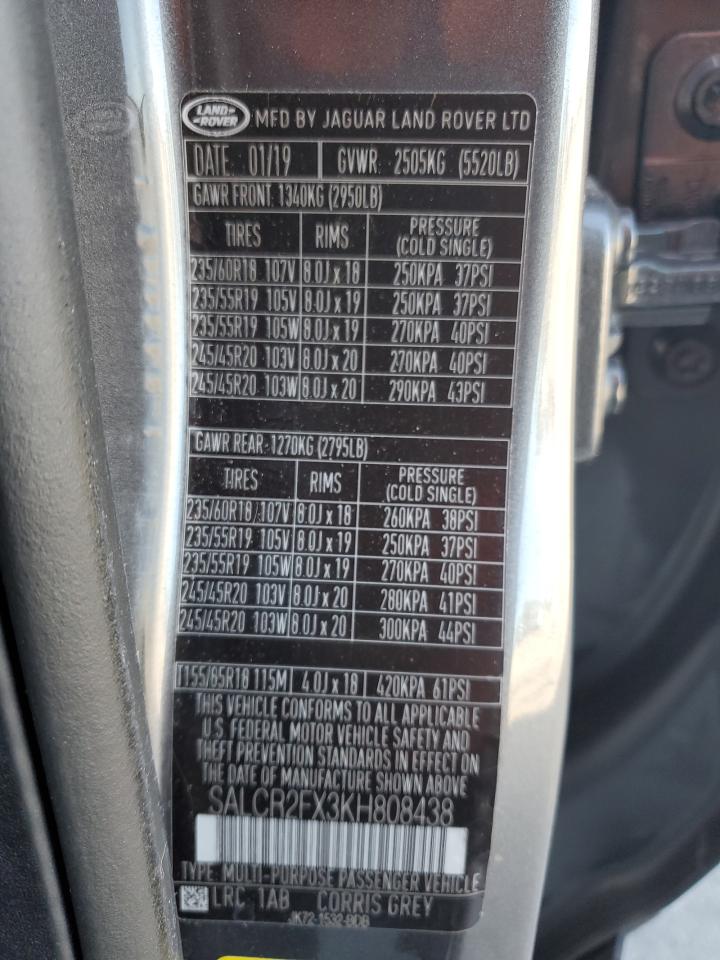 LAND-
-ROVER
MFD BY JAGUAR LAND ROVER LTD
DATE: 01/19 GVWR: 2505KG (5520LB)
GAWR FRONT: 1340KG (2950LB)
TIRES RIMS PRESSURE (COLD SINGLE)
235/60R18 107V 8.0J x 18 250KPA 37PSI
235/55R19 105V 8.0J x 19 250KPA 37PSI
235/55R19 105W 8.0J x 19 270KPA 40PSI
245/45R20 103V 8.0J x 20 270KPA 40PSI
245/45R20 103W 8.0J x 20 290KPA 43PSI
GAWR REAR: 1270KG (2795LB)
TIRES RIMS PRESSURE (COLD SINGLE)
235/60R18 107V 8.0J x 18 260KPA 38PSI
235/55R19 105V 8.0J x 19 250KPA 37PSI
235/55R19 105W 8.0J x 19 270KPA 40PSI
245/45R20 103V 8.0J x 20 280KPA 41PSI
245/45R20 103W 8.0J x 20 300KPA 44PSI
T155/85R18 115M 4.0J x 18 420KPA 61PSI
THIS VEHICLE CONFORMS TO ALL APPLICABLE
U.S FEDERAL MOTOR VEHICLE SAFETY AND
THEFT PREVENTION STANDARDS IN EFFECT ON
THE DATE OF MANUFACTURE SHOWN ABOVE
SALCR2FX3KH808438
TYPE: MULTI-PURPOSE PASSENGER VEHICLE
LRC 1AB CORRIS GREY
JK72-1532-BDB